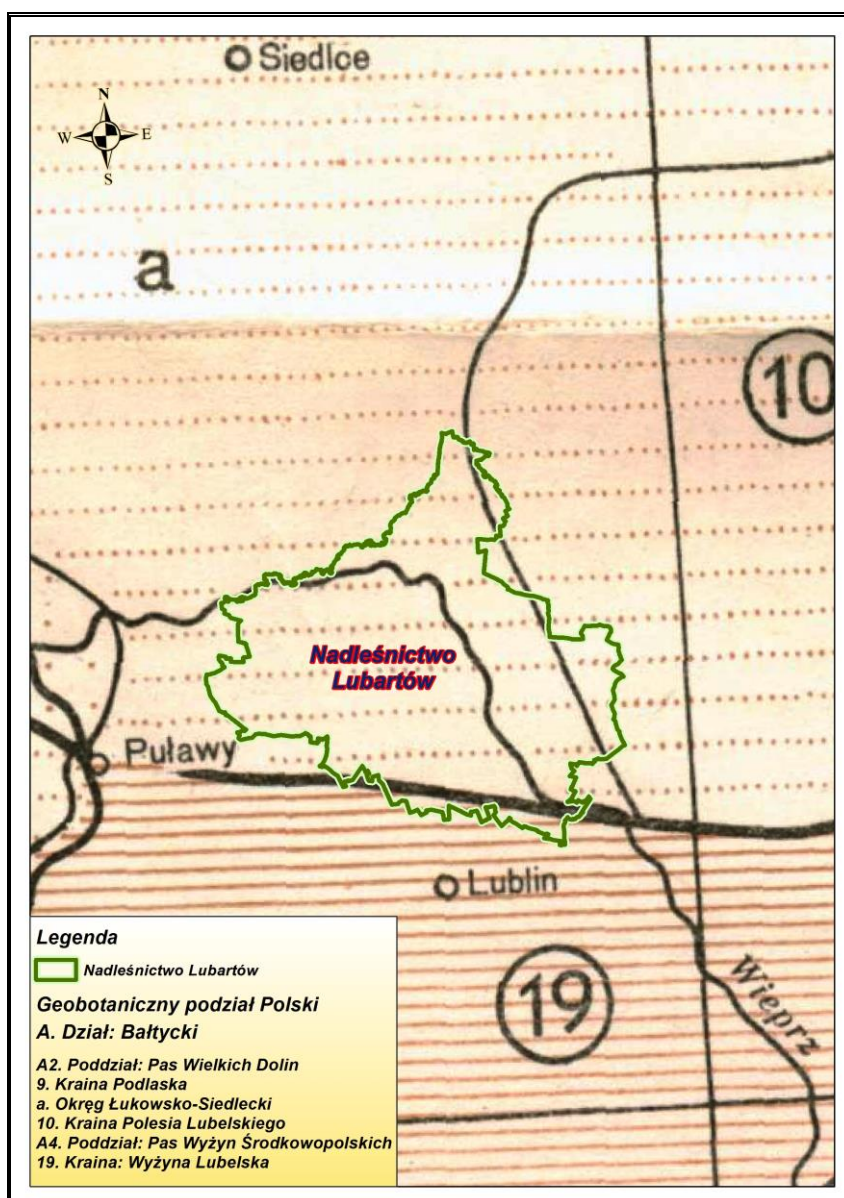 Siedlce
N
W E
S
a
10
Nadleśnictwo
Lubartów
Puławy
Lublin
19
Wieprz
Legenda
Nadleśnictwo Lubartów
Geobotaniczny podział Polski
A. Dział: Bałtycki
A2. Poddział: Pas Wielkich Dolin
9. Kraina Podlaska
a. Okręg Łukowsko-Siedlecki
10. Kraina Polesia Lubelskiego
A4. Poddział: Pas Wyżyn Środkowopolskich
19. Kraina: Wyżyna Lubelska